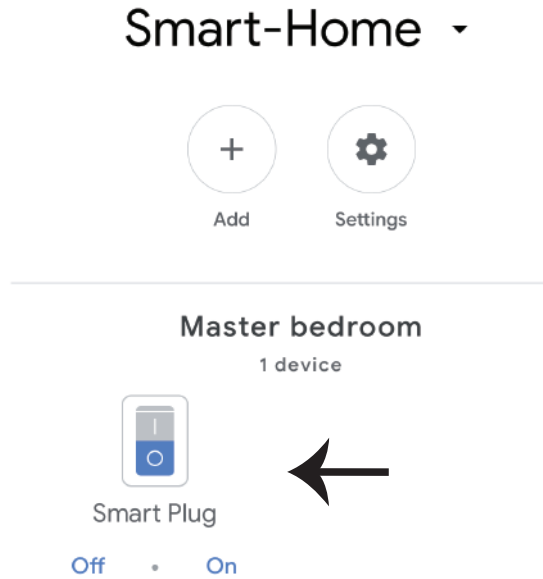 Smart-Home
Add Settings
Master bedroom
1 device
Smart Plug
Off • On